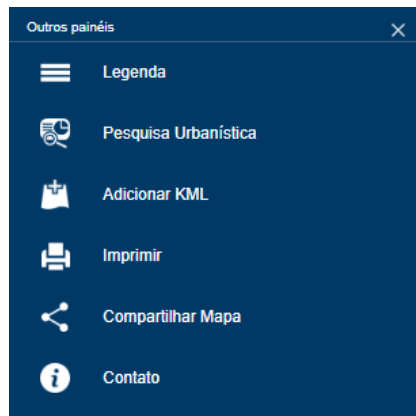 Outros painéis
Legenda
Pesquisa Urbanística
Adicionar KML
Imprimir
Compartilhar Mapa
Contato